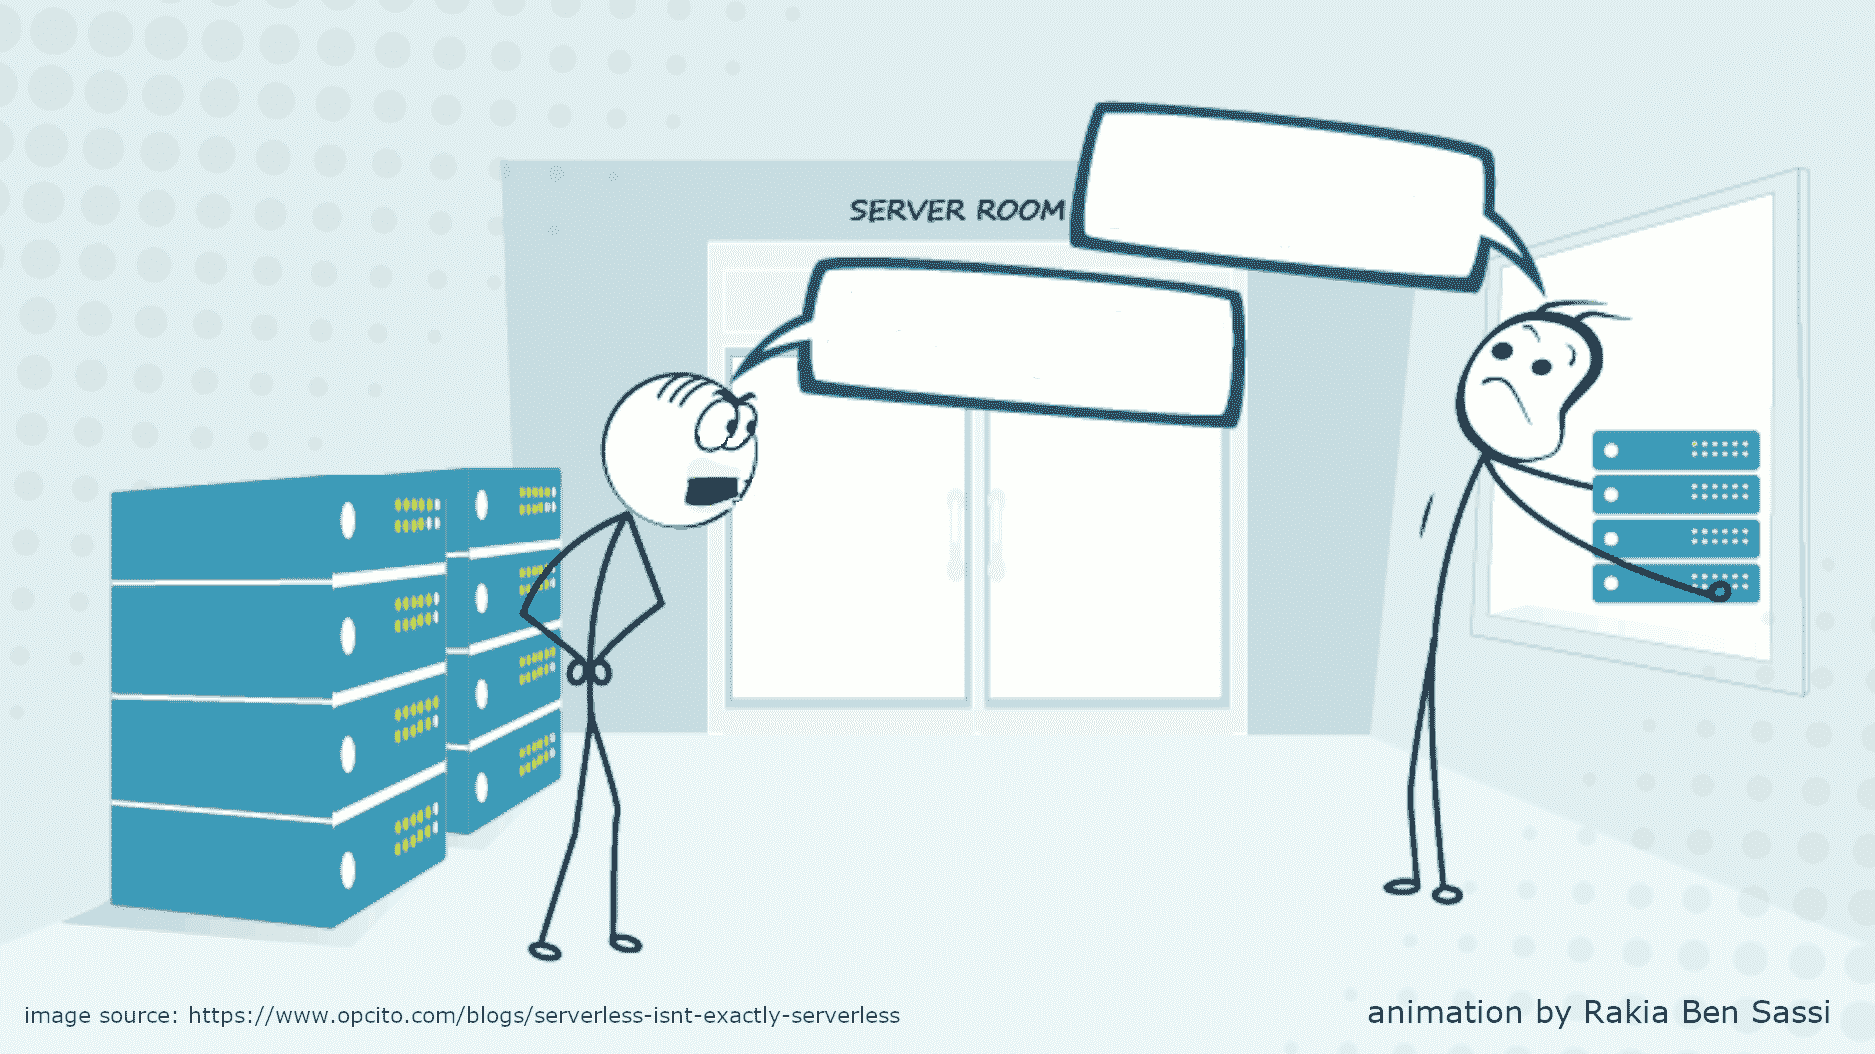 SERVER ROOM
image source: https://www.opcito.com/blogs/serverless-isnt-exactly-serverless
animation by Rakia Ben Sassi